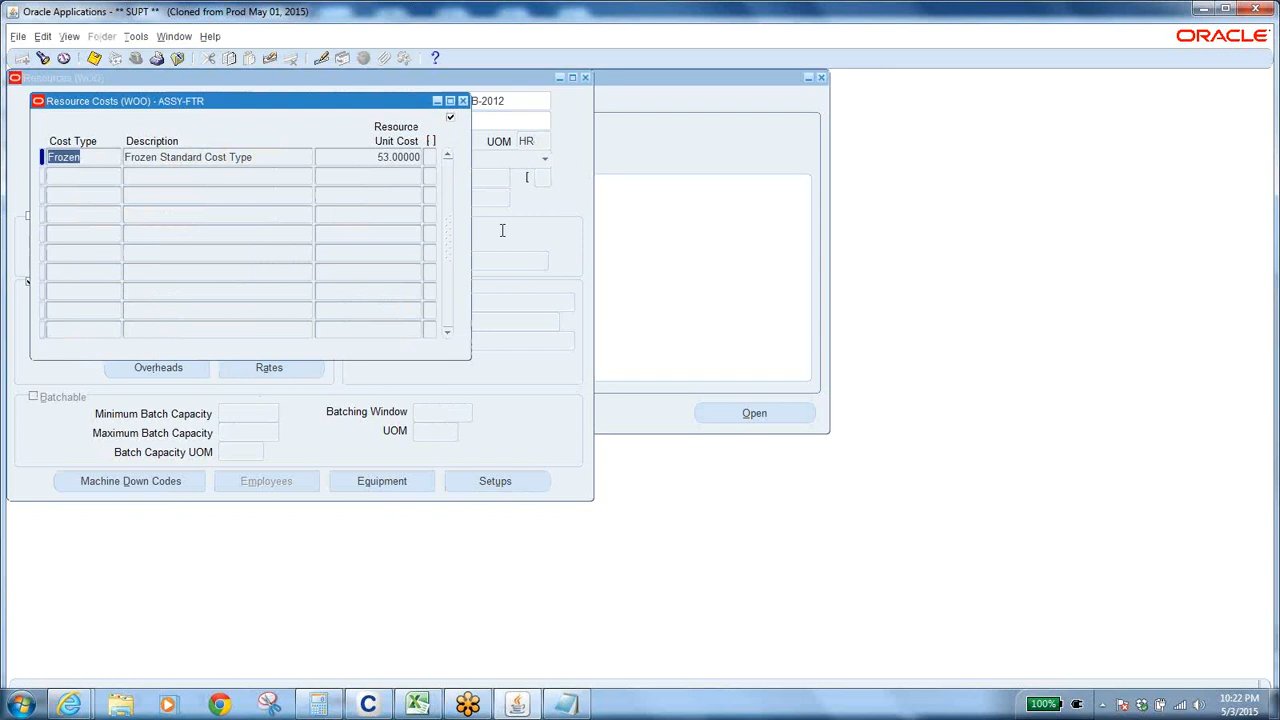 Oracle Applications - ** SUPT ** (Cloned from Prod May 01, 2015)
File Edit View Folder Tools Window Help
ORACLE
Resources (WOO)
Resource Costs (WOO) - ASSY-FTR
B-2012
Resource
Cost Type Description Unit Cost [ ]
UOM HR
Frozen Frozen Standard Cost Type 53.00000
[
Overheads Rates
Batchable
Minimum Batch Capacity
Batching Window
Maximum Batch Capacity
UOM
Batch Capacity UOM
Open
Machine Down Codes Employees Equipment Setups
100%
10:22 PM
5/3/2015